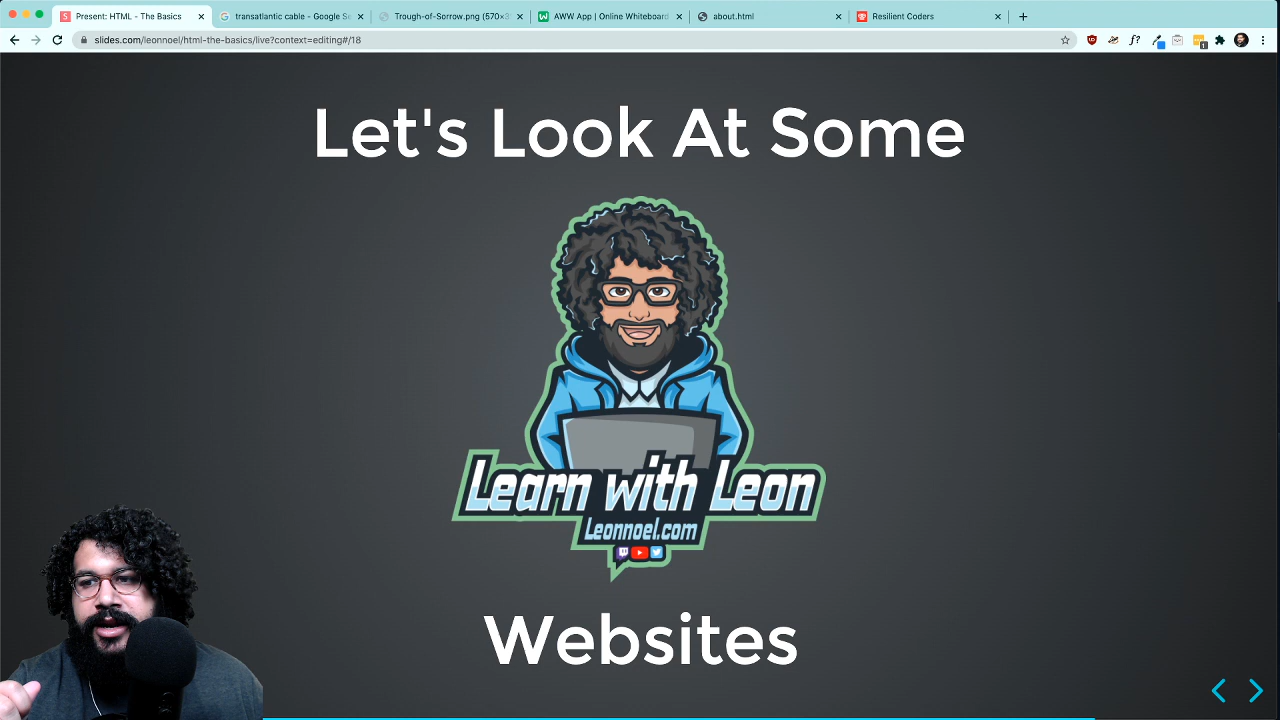 Present: HTML - The Basics
transatlantic cable - Google Se
Trough-of-Sorrow.png (570×3
AWW App | Online Whiteboard
about.html
Resilient Coders
slides.com/leonnoel/html-the-basics/live?context=editing#/18
f?
Let's Look At Some
Learn with Leon
Leonnoel.com
Websites